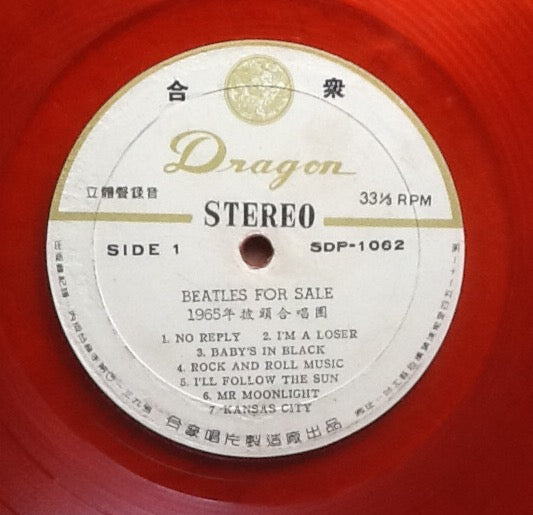 合 衆
Dragon
立體聲録音
33⅓ RPM
STEREO
SIDE 1
SDP-1062
BEATLES FOR SALE
1965年披頭合唱團
1. NO REPLY 2. I'M A LOSER
3. BABY'S IN BLACK
4. ROCK AND ROLL MUSIC
5. I'LL FOLLOW THE SUN
6. MR MOONLIGHT
7. KANSAS CITY
合衆唱片製造廠出品